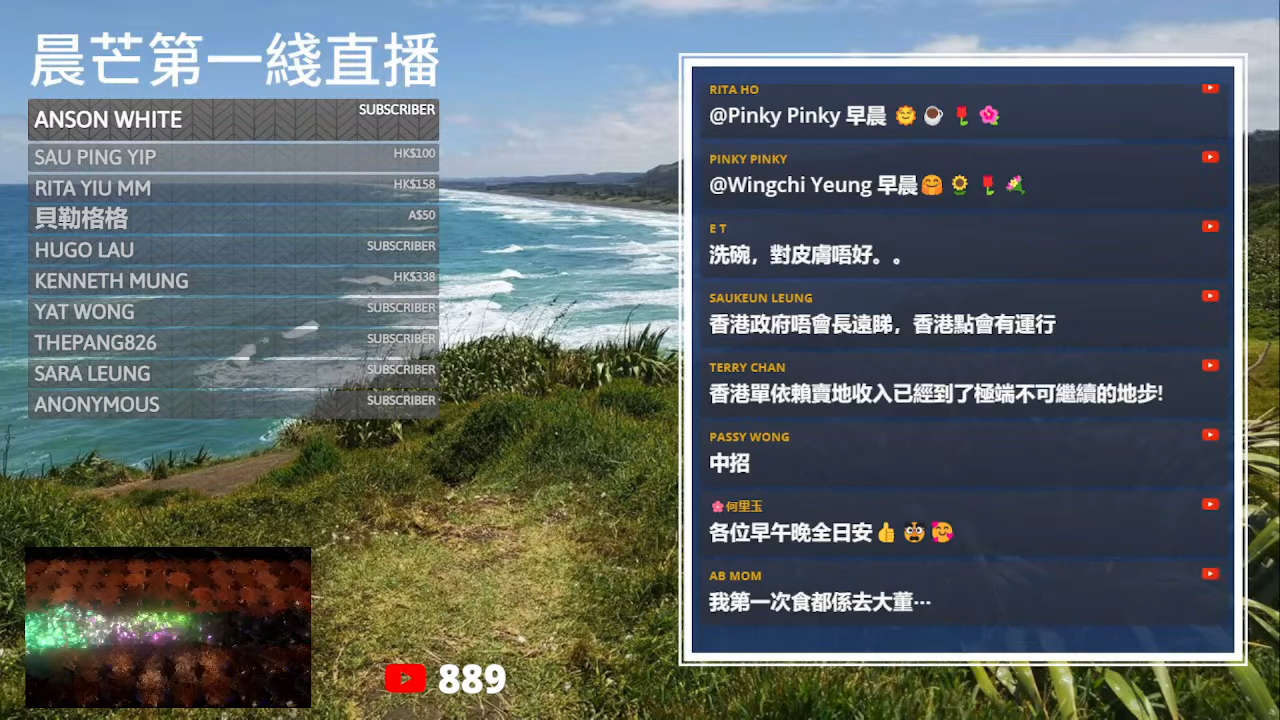 晨芒第一綫直播
ANSON WHITE SUBSCRIBER
SAU PING YIP HK$100
RITA YIU MM HK$158
貝勒格格 A$50
HUGO LAU SUBSCRIBER
KENNETH MUNG HK$338
YAT WONG SUBSCRIBER
THEPANG826 SUBSCRIBER
SARA LEUNG SUBSCRIBER
ANONYMOUS SUBSCRIBER
889
RITA HO
@Pinky Pinky 早晨 🌞 ☕ 🌹 🌺
PINKY PINKY
@Wingchi Yeung 早晨🤗 🌻 🌹 💐
E T
洗碗，對皮膚唔好。。
SAUKEUN LEUNG
香港政府唔會長遠睇，香港點會有運行
TERRY CHAN
香港單依賴賣地收入已經到了極端不可繼續的地步!
PASSY WONG
中招
🌸何里玉
各位早午晚全日安👍 😨 🥰
AB MOM
我第一次食都係去大董…